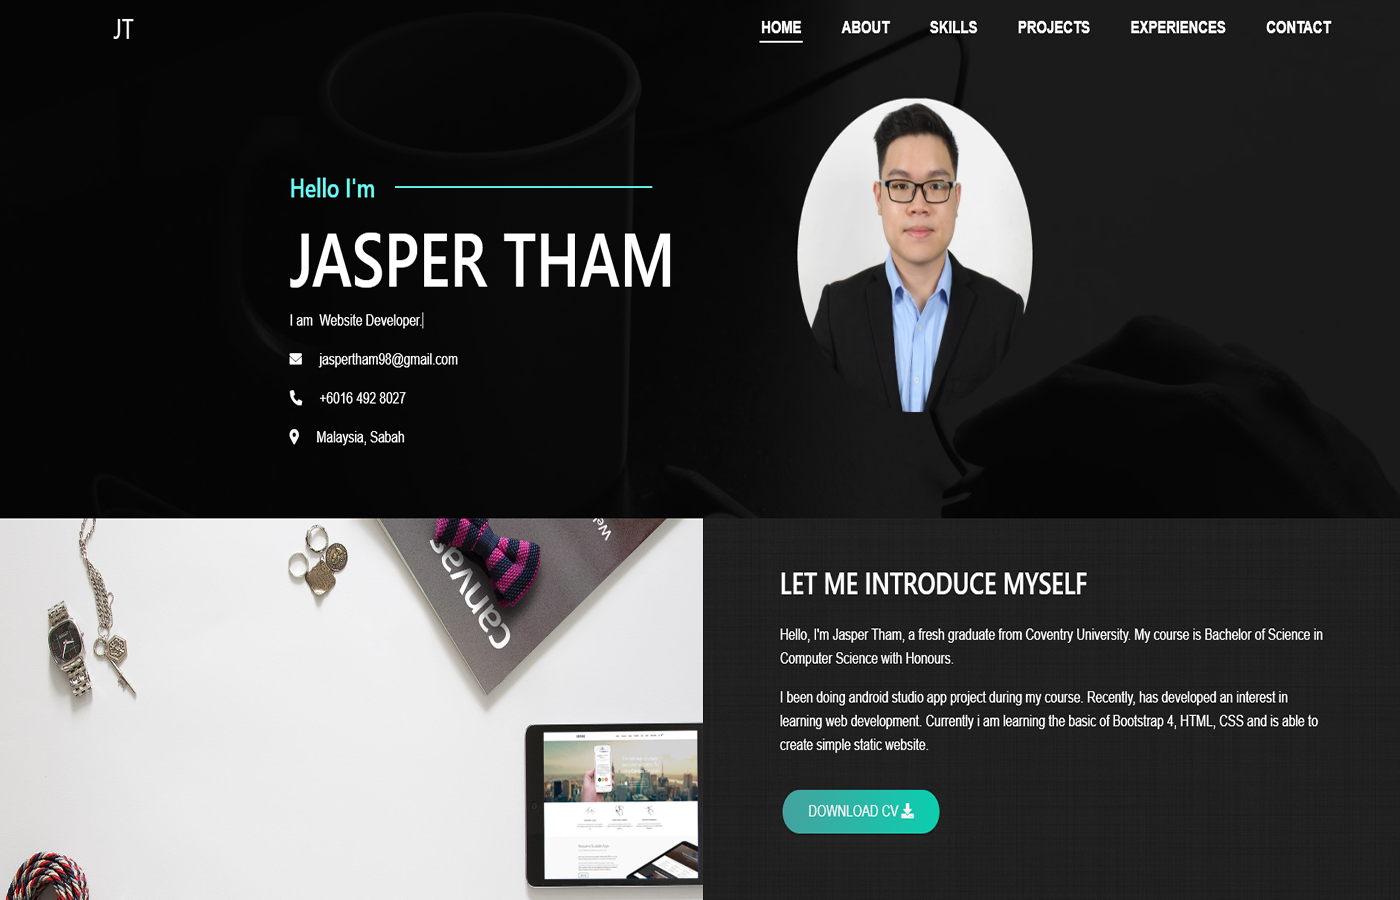 JT
HOME ABOUT SKILLS PROJECTS EXPERIENCES CONTACT
Hello I'm
JASPER THAM
I am Website Developer.
jaspertham98@gmail.com
+6016 492 8027
Malaysia, Sabah
canvas
LET ME INTRODUCE MYSELF
Hello, I'm Jasper Tham, a fresh graduate from Coventry University. My course is Bachelor of Science in
Computer Science with Honours.
I been doing android studio app project during my course. Recently, has developed an interest in
learning web development. Currently i am learning the basic of Bootstrap 4, HTML, CSS and is able to
create simple static website.
DOWNLOAD CV